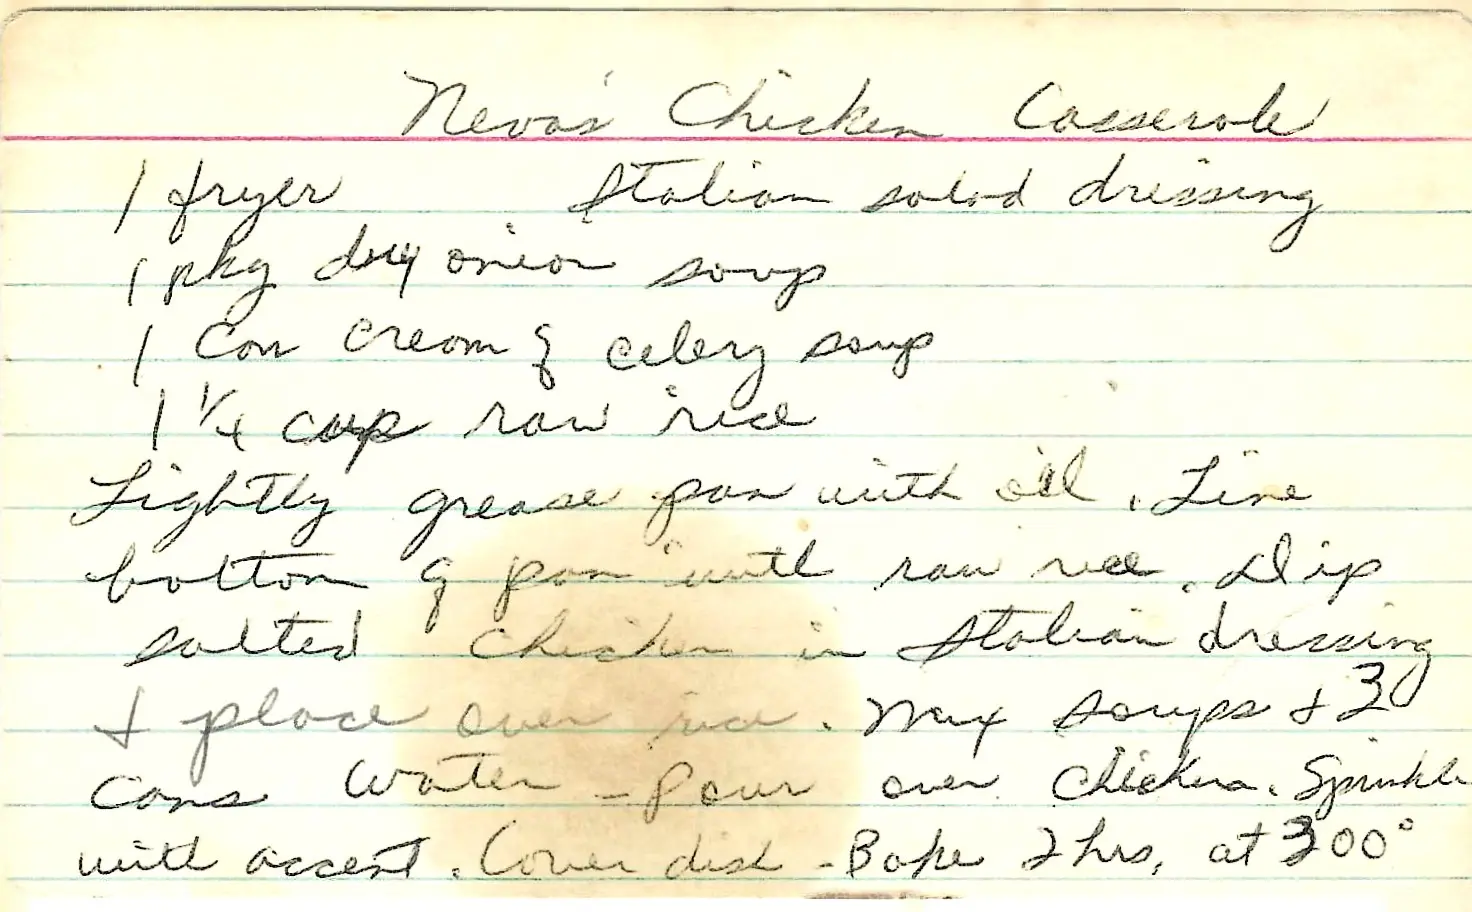 Neva's Chicken Casserole
1 fryer Italian salad dressing
1 pkg dry onion soup
1 can cream of celery soup
1 1/4 cup raw rice
Lightly grease pan with oil. Line
bottom of pan with raw rice. Dip
salted chicken in Italian dressing
& place over rice. Mix soups & 3
cans water - pour over chicken. Sprinkle
with accent. Cover dish - Bake 2 hrs. at 300°